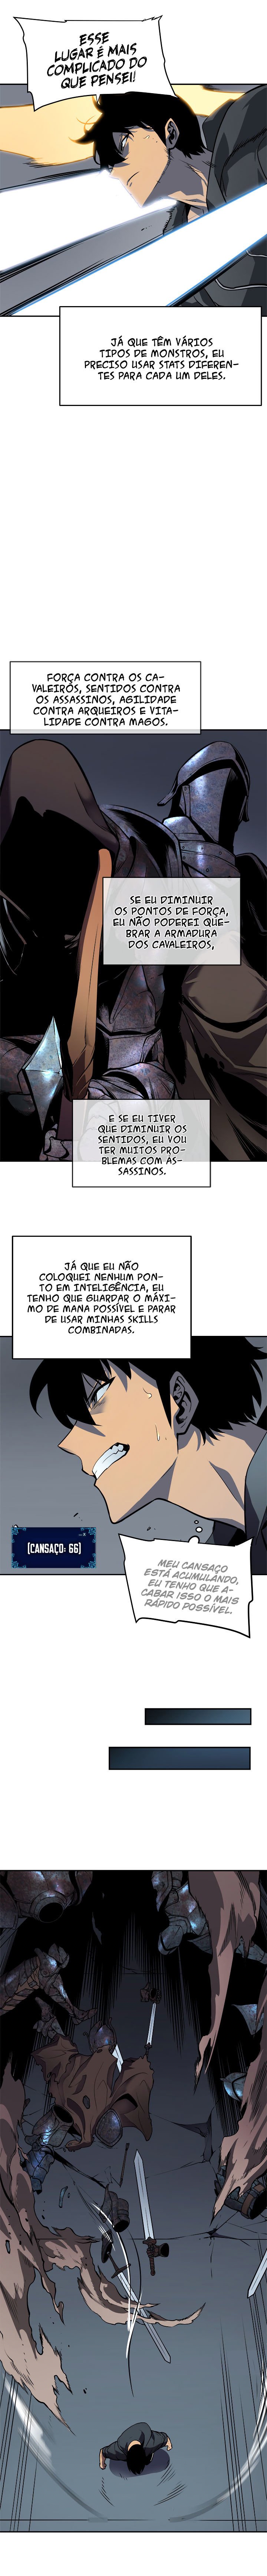 ESSE
LUGAR É MAIS
COMPLICADO DO
QUE PENSEI!
JÁ QUE TÊM VÁRIOS
TIPOS DE MONSTROS, EU
PRECISO USAR STATS DIFEREN-
TES PARA CADA UM DELES.
FORÇA CONTRA OS CA-
VALEIROS, SENTIDOS CONTRA
OS ASSASSINOS, AGILIDADE
CONTRA ARQUEIROS E VITA-
LIDADE CONTRA MAGOS.
SE EU DIMINUIR
OS PONTOS DE FORÇA,
EU NÃO PODEREI QUE-
BRAR A ARMADURA
DOS CAVALEIROS,
E SE EU TIVER
QUE DIMINUIR OS
SENTIDOS, EU VOU
TER MUITOS PRO-
BLEMAS COM AS-
SASSINOS.
JÁ QUE EU NÃO
COLOQUEI NENHUM PON-
TO EM INTELIGÊNCIA, EU
TENHO QUE GUARDAR O MÁXI-
MO DE MANA POSSÍVEL E PARAR
DE USAR MINHAS SKILLS
COMBINADAS.
[CANSAÇO: 66]
MEU CANSAÇO
ESTÁ ACUMULANDO,
EU TENHO QUE A-
CABAR ISSO O MAIS
RÁPIDO POSSÍVEL.